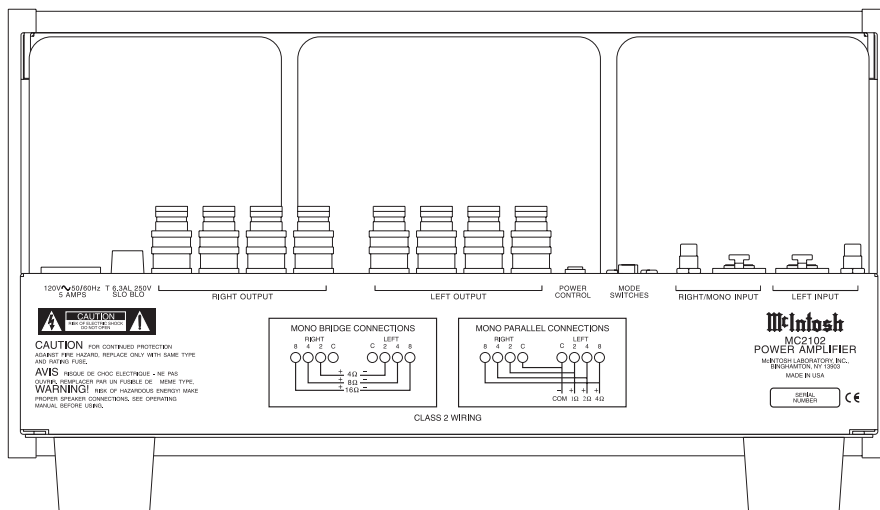 120V~50/60Hz
5 AMPS
T 6.3AL 250V
SLO BLO
RIGHT OUTPUT
LEFT OUTPUT
POWER
CONTROL
MODE
SWITCHES
RIGHT/MONO INPUT
LEFT INPUT
CAUTION
RISK OF ELECTRIC SHOCK
DO NOT OPEN
CAUTION FOR CONTINUED PROTECTION
AGAINST FIRE HAZARD, REPLACE ONLY WITH SAME TYPE
AND RATING FUSE.
AVIS RISQUE DE CHOC ELECTRIQUE - NE PAS
OUVRIR, REMPLACER PAR UN FUSIBLE DE MEME TYPE.
WARNING! RISK OF HAZARDOUS ENERGY! MAKE
PROPER SPEAKER CONNECTIONS. SEE OPERATING
MANUAL BEFORE USING.
MONO BRIDGE CONNECTIONS
RIGHT LEFT
8 4 2 C C 2 4 8
+ 4Ω -
+ 8Ω -
+ 16Ω -
MONO PARALLEL CONNECTIONS
RIGHT LEFT
8 4 2 C C 2 4 8
- + + +
COM 1Ω 2Ω 4Ω
CLASS 2 WIRING
McIntosh
MC2102
POWER AMPLIFIER
McINTOSH LABORATORY, INC.,
BINGHAMTON, NY 13903
MADE IN USA
SERIAL
NUMBER
CE